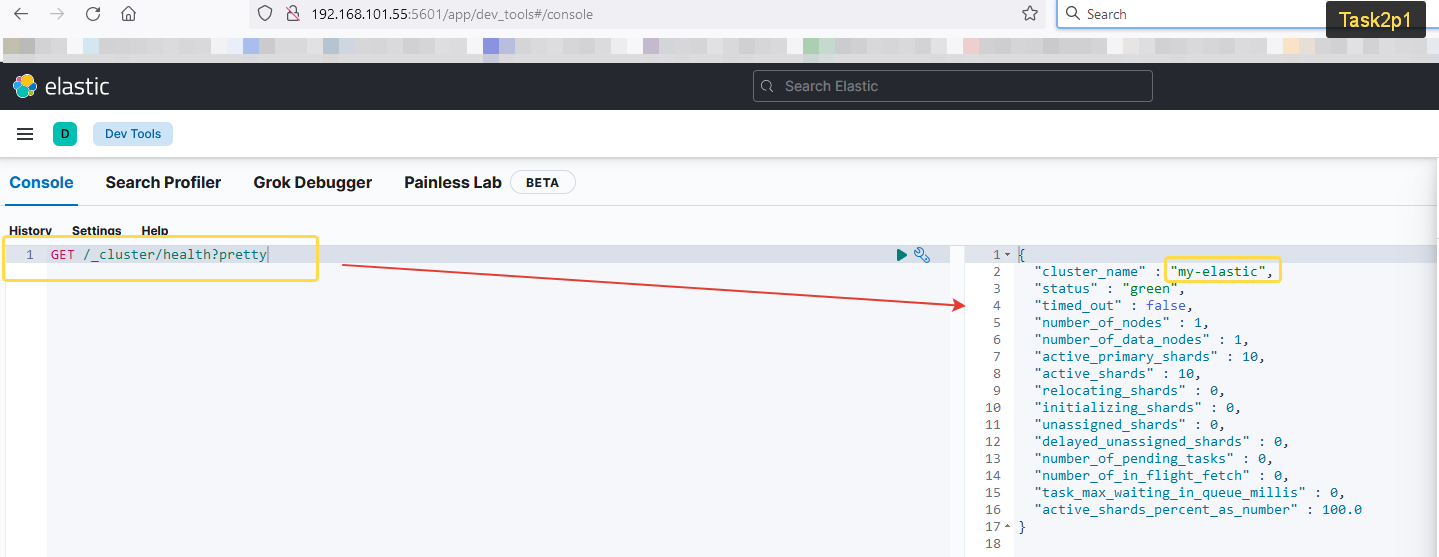 192.168.101.55:5601/app/dev_tools#/console
Search
Task2p1
elastic
Search Elastic
D
Dev Tools
Console
Search Profiler
Grok Debugger
Painless Lab
BETA
History
Settings
Help
1
GET /_cluster/health?pretty
1 {
2 "cluster_name" : "my-elastic",
3 "status" : "green",
4 "timed_out" : false,
5 "number_of_nodes" : 1,
6 "number_of_data_nodes" : 1,
7 "active_primary_shards" : 10,
8 "active_shards" : 10,
9 "relocating_shards" : 0,
10 "initializing_shards" : 0,
11 "unassigned_shards" : 0,
12 "delayed_unassigned_shards" : 0,
13 "number_of_pending_tasks" : 0,
14 "number_of_in_flight_fetch" : 0,
15 "task_max_waiting_in_queue_millis" : 0,
16 "active_shards_percent_as_number" : 100.0
17 }
18